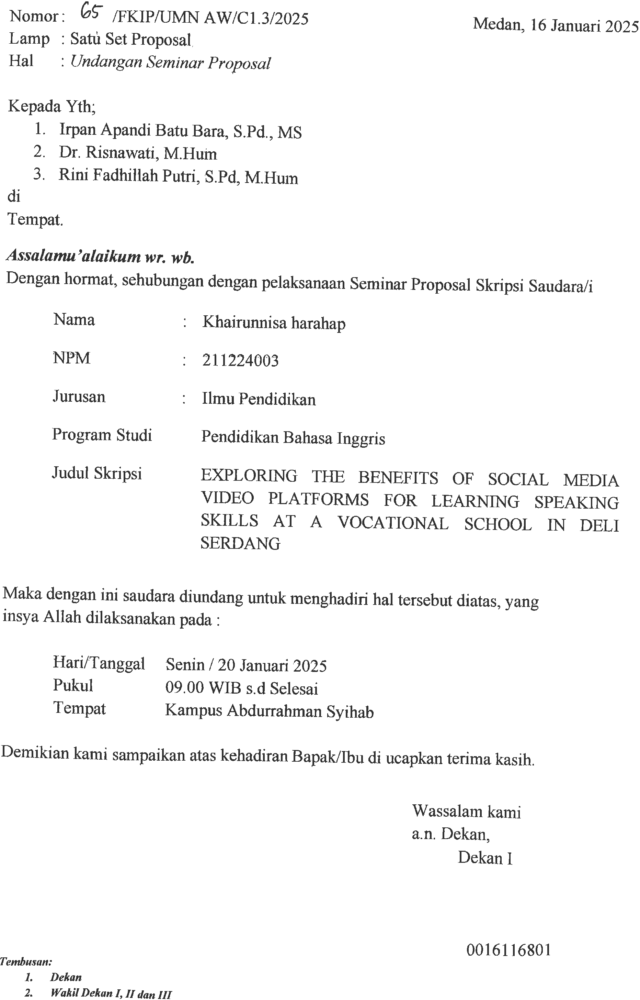 Nomor : 65 /FKIP/UMN AW/C1.3/2025
Medan, 16 Januari 2025
Lamp : Satu Set Proposal
Hal : Undangan Seminar Proposal
Kepada Yth;
1. Irpan Apandi Batu Bara, S.Pd., MS
2. Dr. Risnawati, M.Hum
3. Rini Fadhillah Putri, S.Pd, M.Hum
di
Tempat.
Assalamu'alaikum wr. wb.
Dengan hormat, sehubungan dengan pelaksanaan Seminar Proposal Skripsi Saudara/i
Nama : Khairunnisa harahap
NPM : 211224003
Jurusan : Ilmu Pendidikan
Program Studi Pendidikan Bahasa Inggris
Judul Skripsi EXPLORING THE BENEFITS OF SOCIAL MEDIA
VIDEO PLATFORMS FOR LEARNING SPEAKING
SKILLS AT A VOCATIONAL SCHOOL IN DELI
SERDANG
Maka dengan ini saudara diundang untuk menghadiri hal tersebut diatas, yang
insya Allah dilaksanakan pada :
Hari/Tanggal Senin / 20 Januari 2025
Pukul 09.00 WIB s.d Selesai
Tempat Kampus Abdurrahman Syihab
Demikian kami sampaikan atas kehadiran Bapak/Ibu di ucapkan terima kasih.
Wassalam kami
a.n. Dekan,
Dekan I
0016116801
Tembusan:
1. Dekan
2. Wakil Dekan I, II dan III